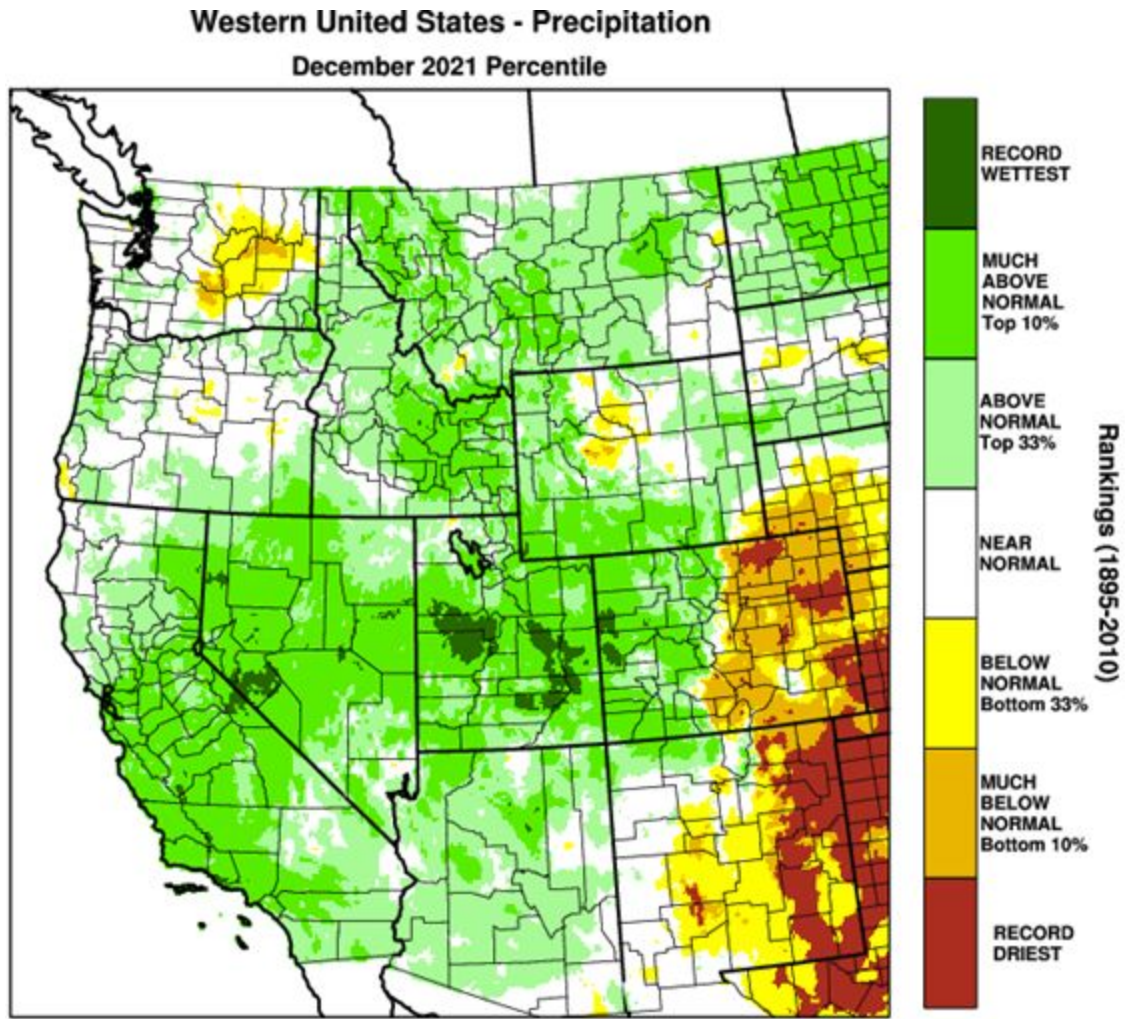 Western United States - Precipitation
December 2021 Percentile
RECORD
WETTEST
MUCH
ABOVE
NORMAL
Top 10%
ABOVE
NORMAL
Top 33%
NEAR
NORMAL
BELOW
NORMAL
Bottom 33%
MUCH
BELOW
NORMAL
Bottom 10%
RECORD
DRIEST
Rankings (1895-2010)